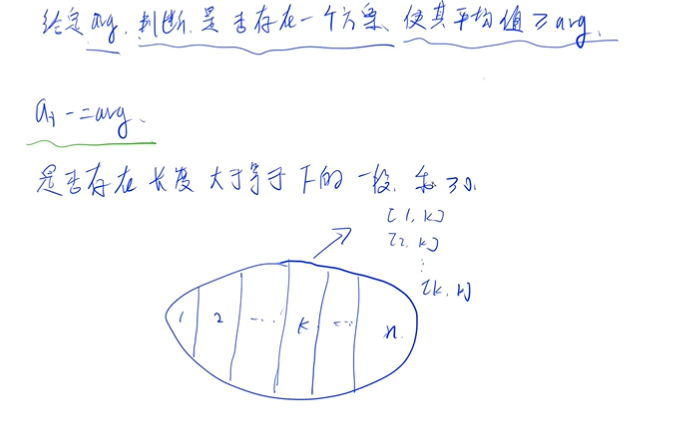 给定avg,判断是否存在一个方案,使其平均值≥avg.
ai -= avg.
是否存在长度大于等于F的一段,和≥0.
[1, k]
[2, k]
⋮
[k, k]
1 2 ... k ... n